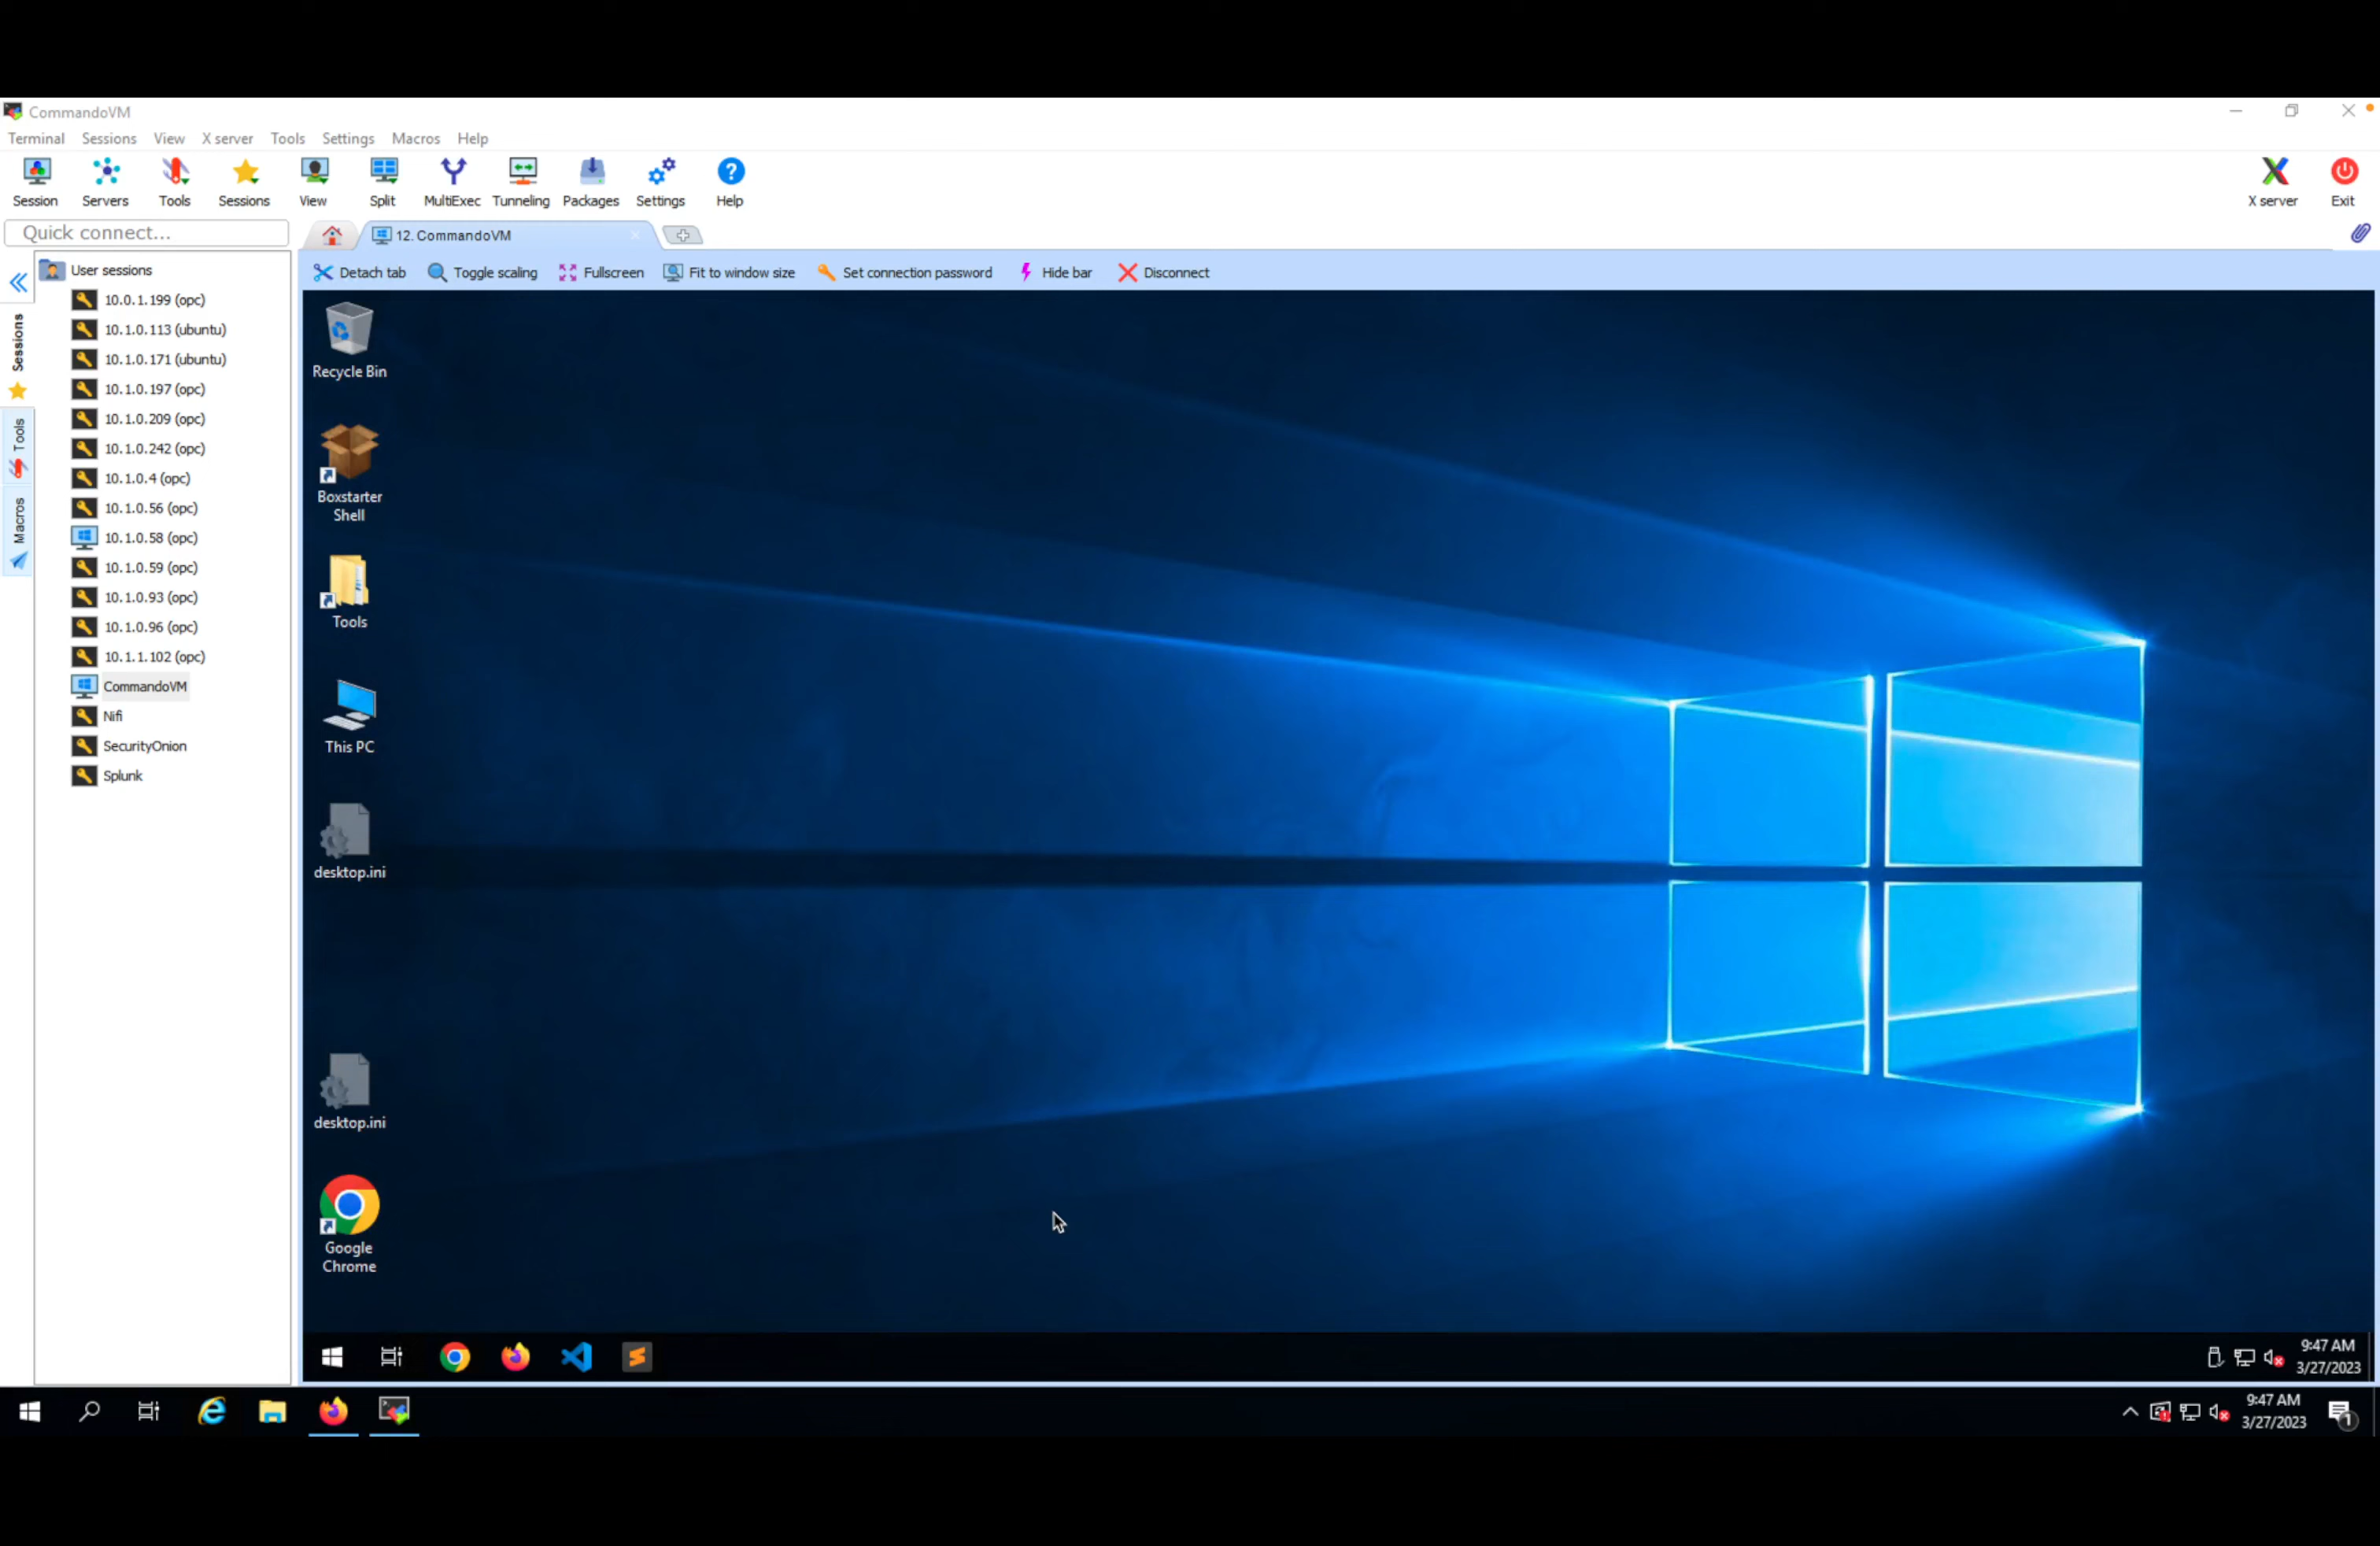 CommandoVM
Terminal Sessions View X server Tools Settings Macros Help
Session Servers Tools Sessions View Split MultiExec Tunneling Packages Settings Help X server Exit
Quick connect...
12. CommandoVM
Detach tab Toggle scaling Fullscreen Fit to window size Set connection password Hide bar Disconnect
Sessions
Tools
Macros
User sessions
10.0.1.199 (opc)
10.1.0.113 (ubuntu)
10.1.0.171 (ubuntu)
10.1.0.197 (opc)
10.1.0.209 (opc)
10.1.0.242 (opc)
10.1.0.4 (opc)
10.1.0.56 (opc)
10.1.0.58 (opc)
10.1.0.59 (opc)
10.1.0.93 (opc)
10.1.0.96 (opc)
10.1.1.102 (opc)
CommandoVM
Nifi
SecurityOnion
Splunk
Recycle Bin
Boxstarter
Shell
Tools
This PC
desktop.ini
desktop.ini
Google
Chrome
9:47 AM
3/27/2023
9:47 AM
3/27/2023
1